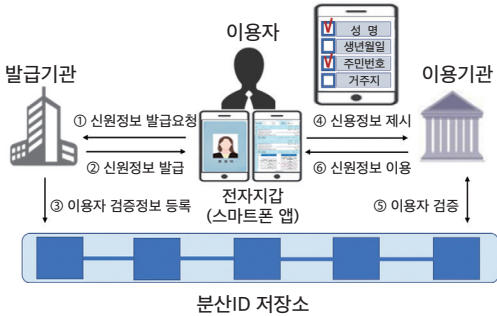 이용자
성 명
생년월일
주민번호
거주지
발급기관
이용기관
① 신원정보 발급요청
④ 신용정보 제시
② 신원정보 발급
⑥ 신원정보 이용
전자지갑
(스마트폰 앱)
③ 이용자 검증정보 등록
⑤ 이용자 검증
분산ID 저장소